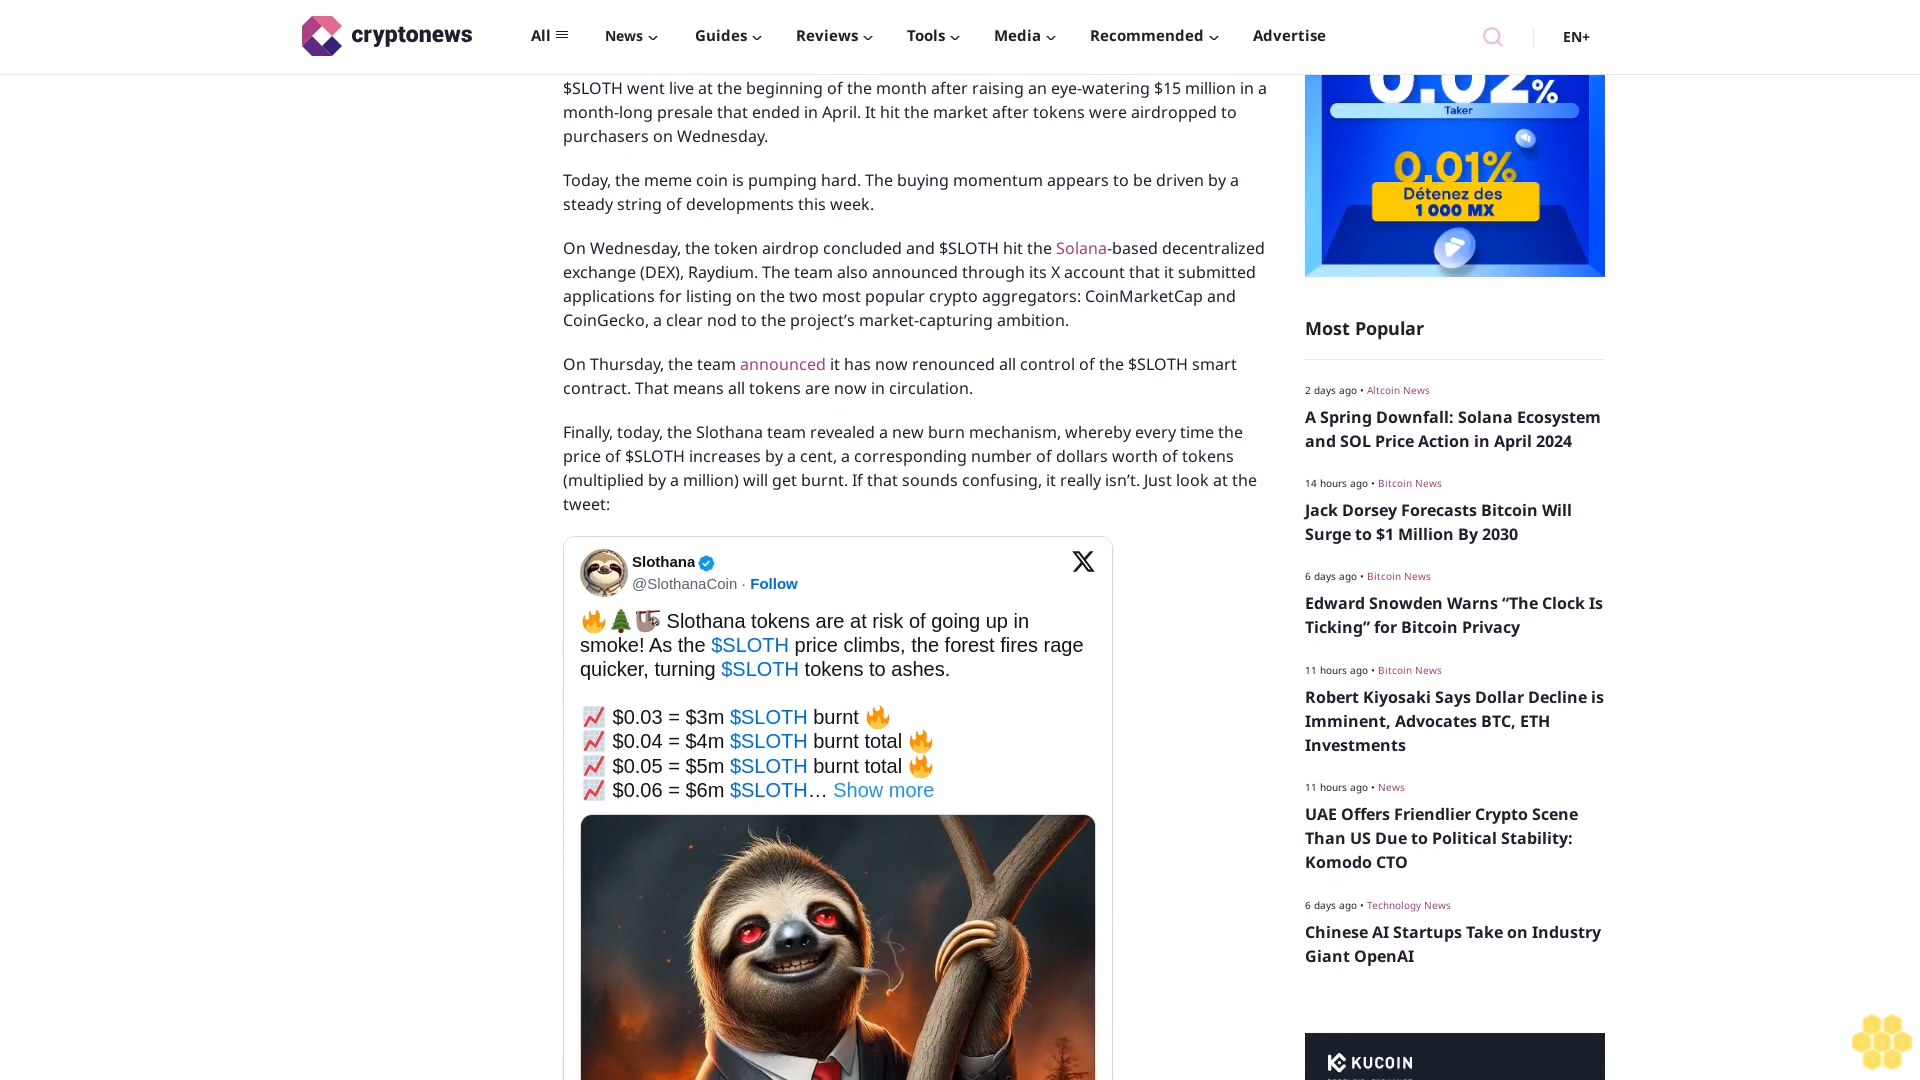 cryptonews
All
News
Guides
Reviews
Tools
Media
Recommended
Advertise
EN+
$SLOTH went live at the beginning of the month after raising an eye-watering $15 million in a
month-long presale that ended in April. It hit the market after tokens were airdropped to
purchasers on Wednesday.
Today, the meme coin is pumping hard. The buying momentum appears to be driven by a
steady string of developments this week.
On Wednesday, the token airdrop concluded and $SLOTH hit the Solana-based decentralized
exchange (DEX), Raydium. The team also announced through its X account that it submitted
applications for listing on the two most popular crypto aggregators: CoinMarketCap and
CoinGecko, a clear nod to the project’s market-capturing ambition.
On Thursday, the team announced it has now renounced all control of the $SLOTH smart
contract. That means all tokens are now in circulation.
Finally, today, the Slothana team revealed a new burn mechanism, whereby every time the
price of $SLOTH increases by a cent, a corresponding number of dollars worth of tokens
(multiplied by a million) will get burnt. If that sounds confusing, it really isn’t. Just look at the
tweet:
Slothana
@SlothanaCoin · Follow
🔥🌲🦥 Slothana tokens are at risk of going up in
smoke! As the $SLOTH price climbs, the forest fires rage
quicker, turning $SLOTH tokens to ashes.
📈 $0.03 = $3m $SLOTH burnt 🔥
📈 $0.04 = $4m $SLOTH burnt total 🔥
📈 $0.05 = $5m $SLOTH burnt total 🔥
📈 $0.06 = $6m $SLOTH… Show more
0.02%
Taker
0.01%
Détenez des
1 000 MX
Most Popular
2 days ago • Altcoin News
A Spring Downfall: Solana Ecosystem
and SOL Price Action in April 2024
14 hours ago • Bitcoin News
Jack Dorsey Forecasts Bitcoin Will
Surge to $1 Million By 2030
6 days ago • Bitcoin News
Edward Snowden Warns “The Clock Is
Ticking” for Bitcoin Privacy
11 hours ago • Bitcoin News
Robert Kiyosaki Says Dollar Decline is
Imminent, Advocates BTC, ETH
Investments
11 hours ago • News
UAE Offers Friendlier Crypto Scene
Than US Due to Political Stability:
Komodo CTO
6 days ago • Technology News
Chinese AI Startups Take on Industry
Giant OpenAI
KUCOIN